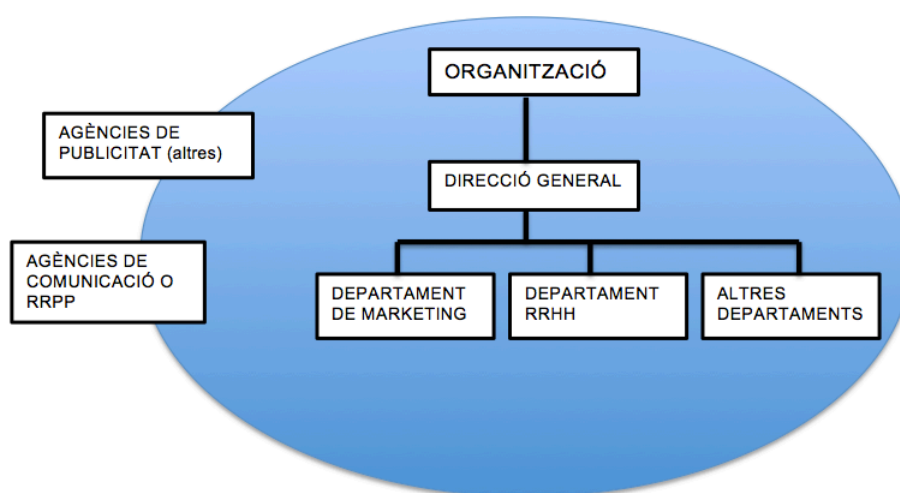 ORGANITZACIÓ
AGÈNCIES DE
PUBLICITAT (altres)
DIRECCIÓ GENERAL
AGÈNCIES DE
COMUNICACIÓ O
RRPP
DEPARTAMENT
DE MARKETING
DEPARTAMENT
RRHH
ALTRES
DEPARTAMENTS